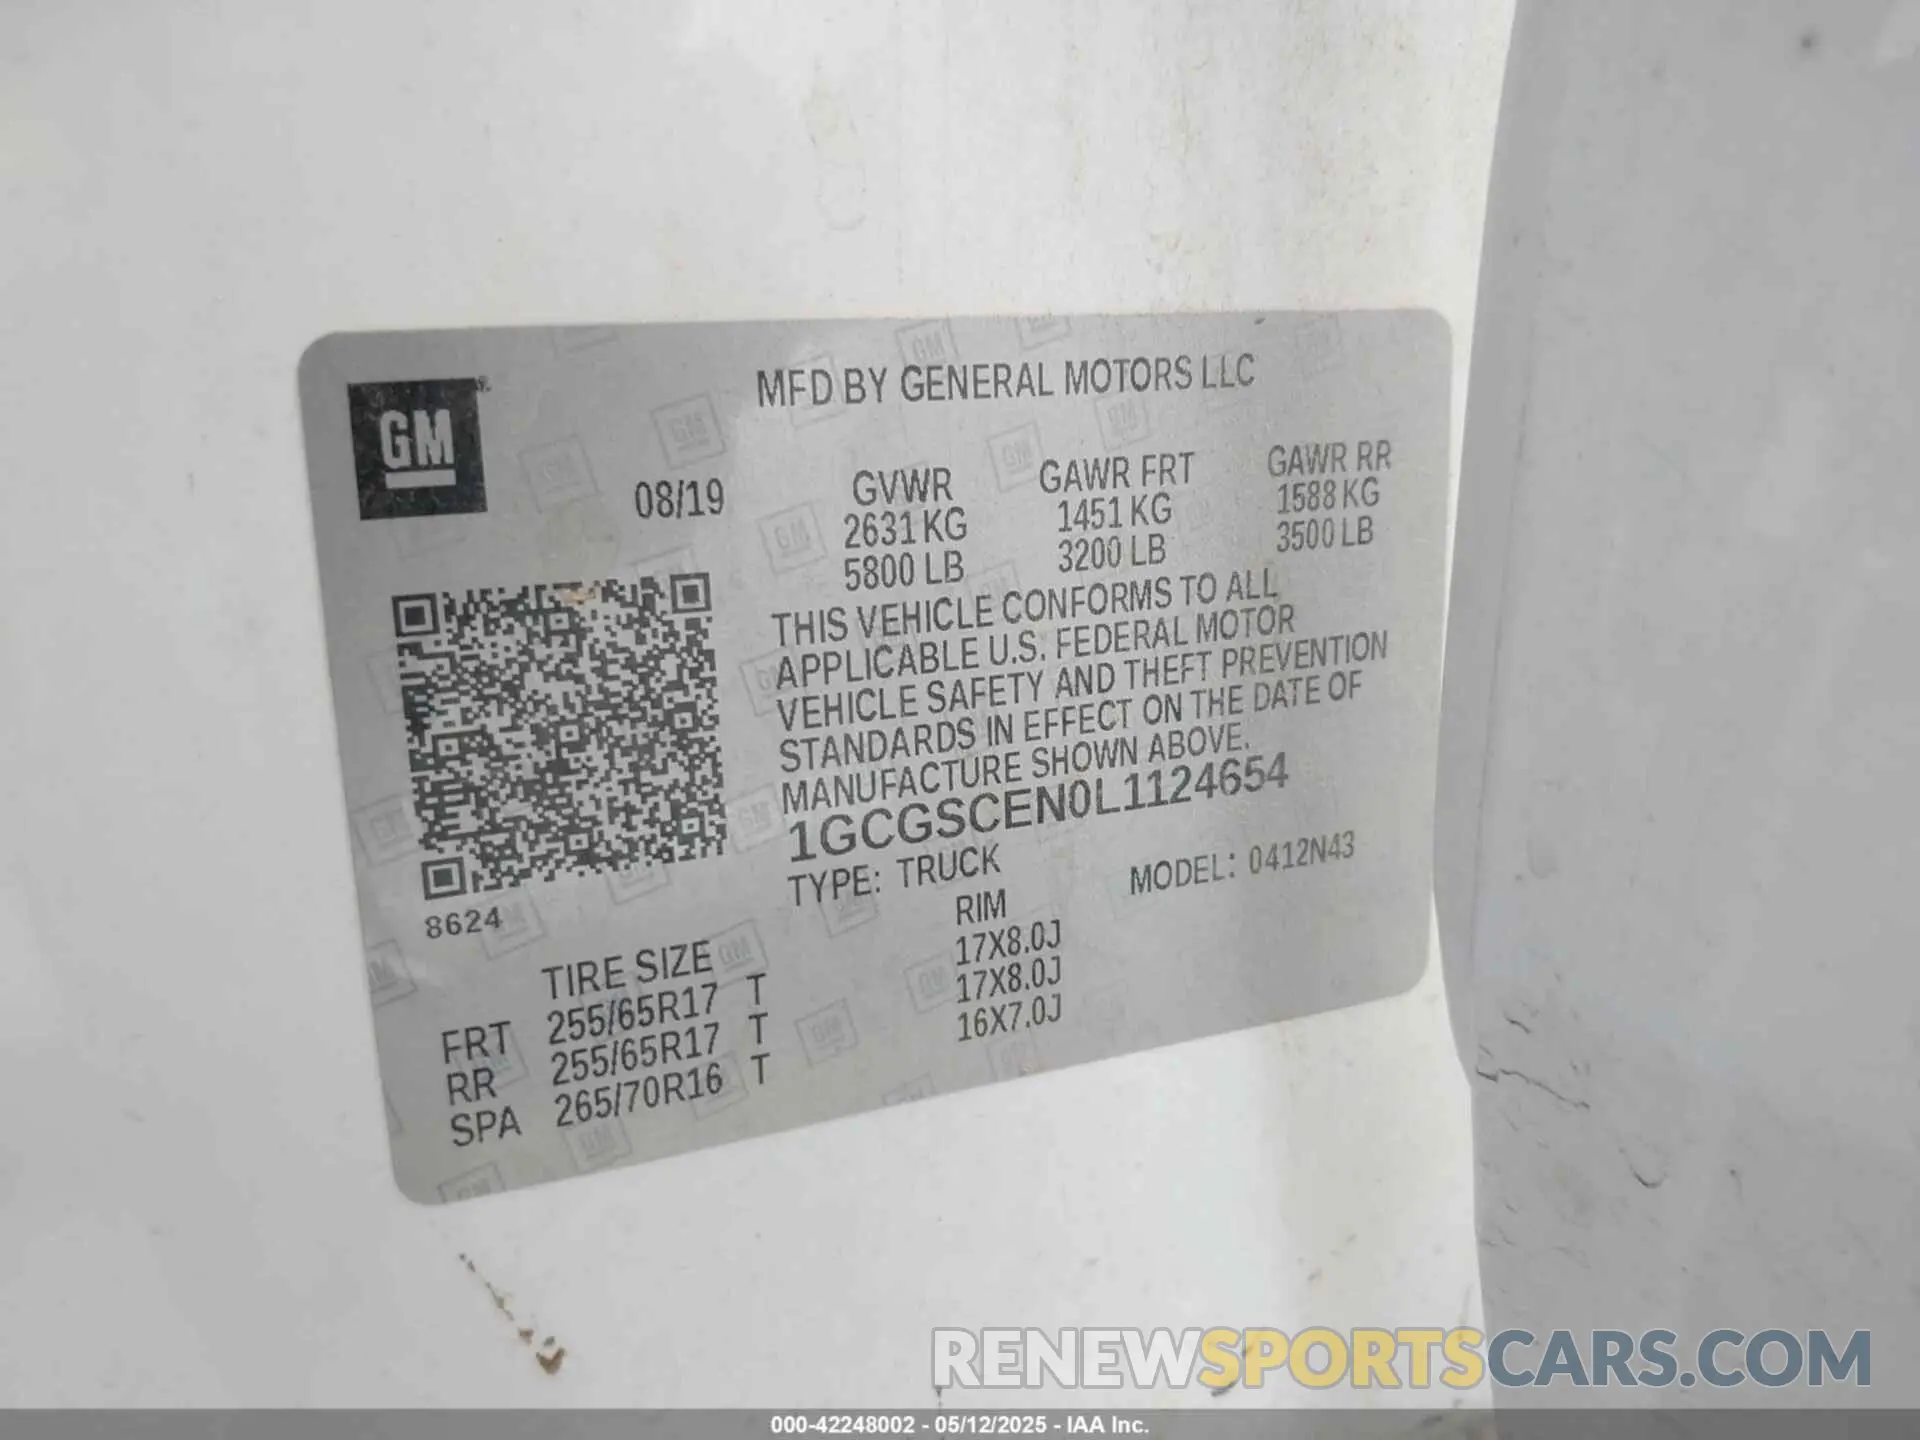 GM
MFD BY GENERAL MOTORS LLC
08/19
GVWR GAWR FRT GAWR RR
2631 KG 1451 KG 1588 KG
5800 LB 3200 LB 3500 LB
THIS VEHICLE CONFORMS TO ALL
APPLICABLE U.S. FEDERAL MOTOR
VEHICLE SAFETY AND THEFT PREVENTION
STANDARDS IN EFFECT ON THE DATE OF
MANUFACTURE SHOWN ABOVE.
1GCGSCEN0L1124654
TYPE: TRUCK MODEL: 0412N43
8624
TIRE SIZE RIM
FRT 255/65R17 T 17X8.0J
RR 255/65R17 T 17X8.0J
SPA 265/70R16 T 16X7.0J
RENEWSPORTSCARS.COM
000-42248002 - 05/12/2025 - IAA Inc.